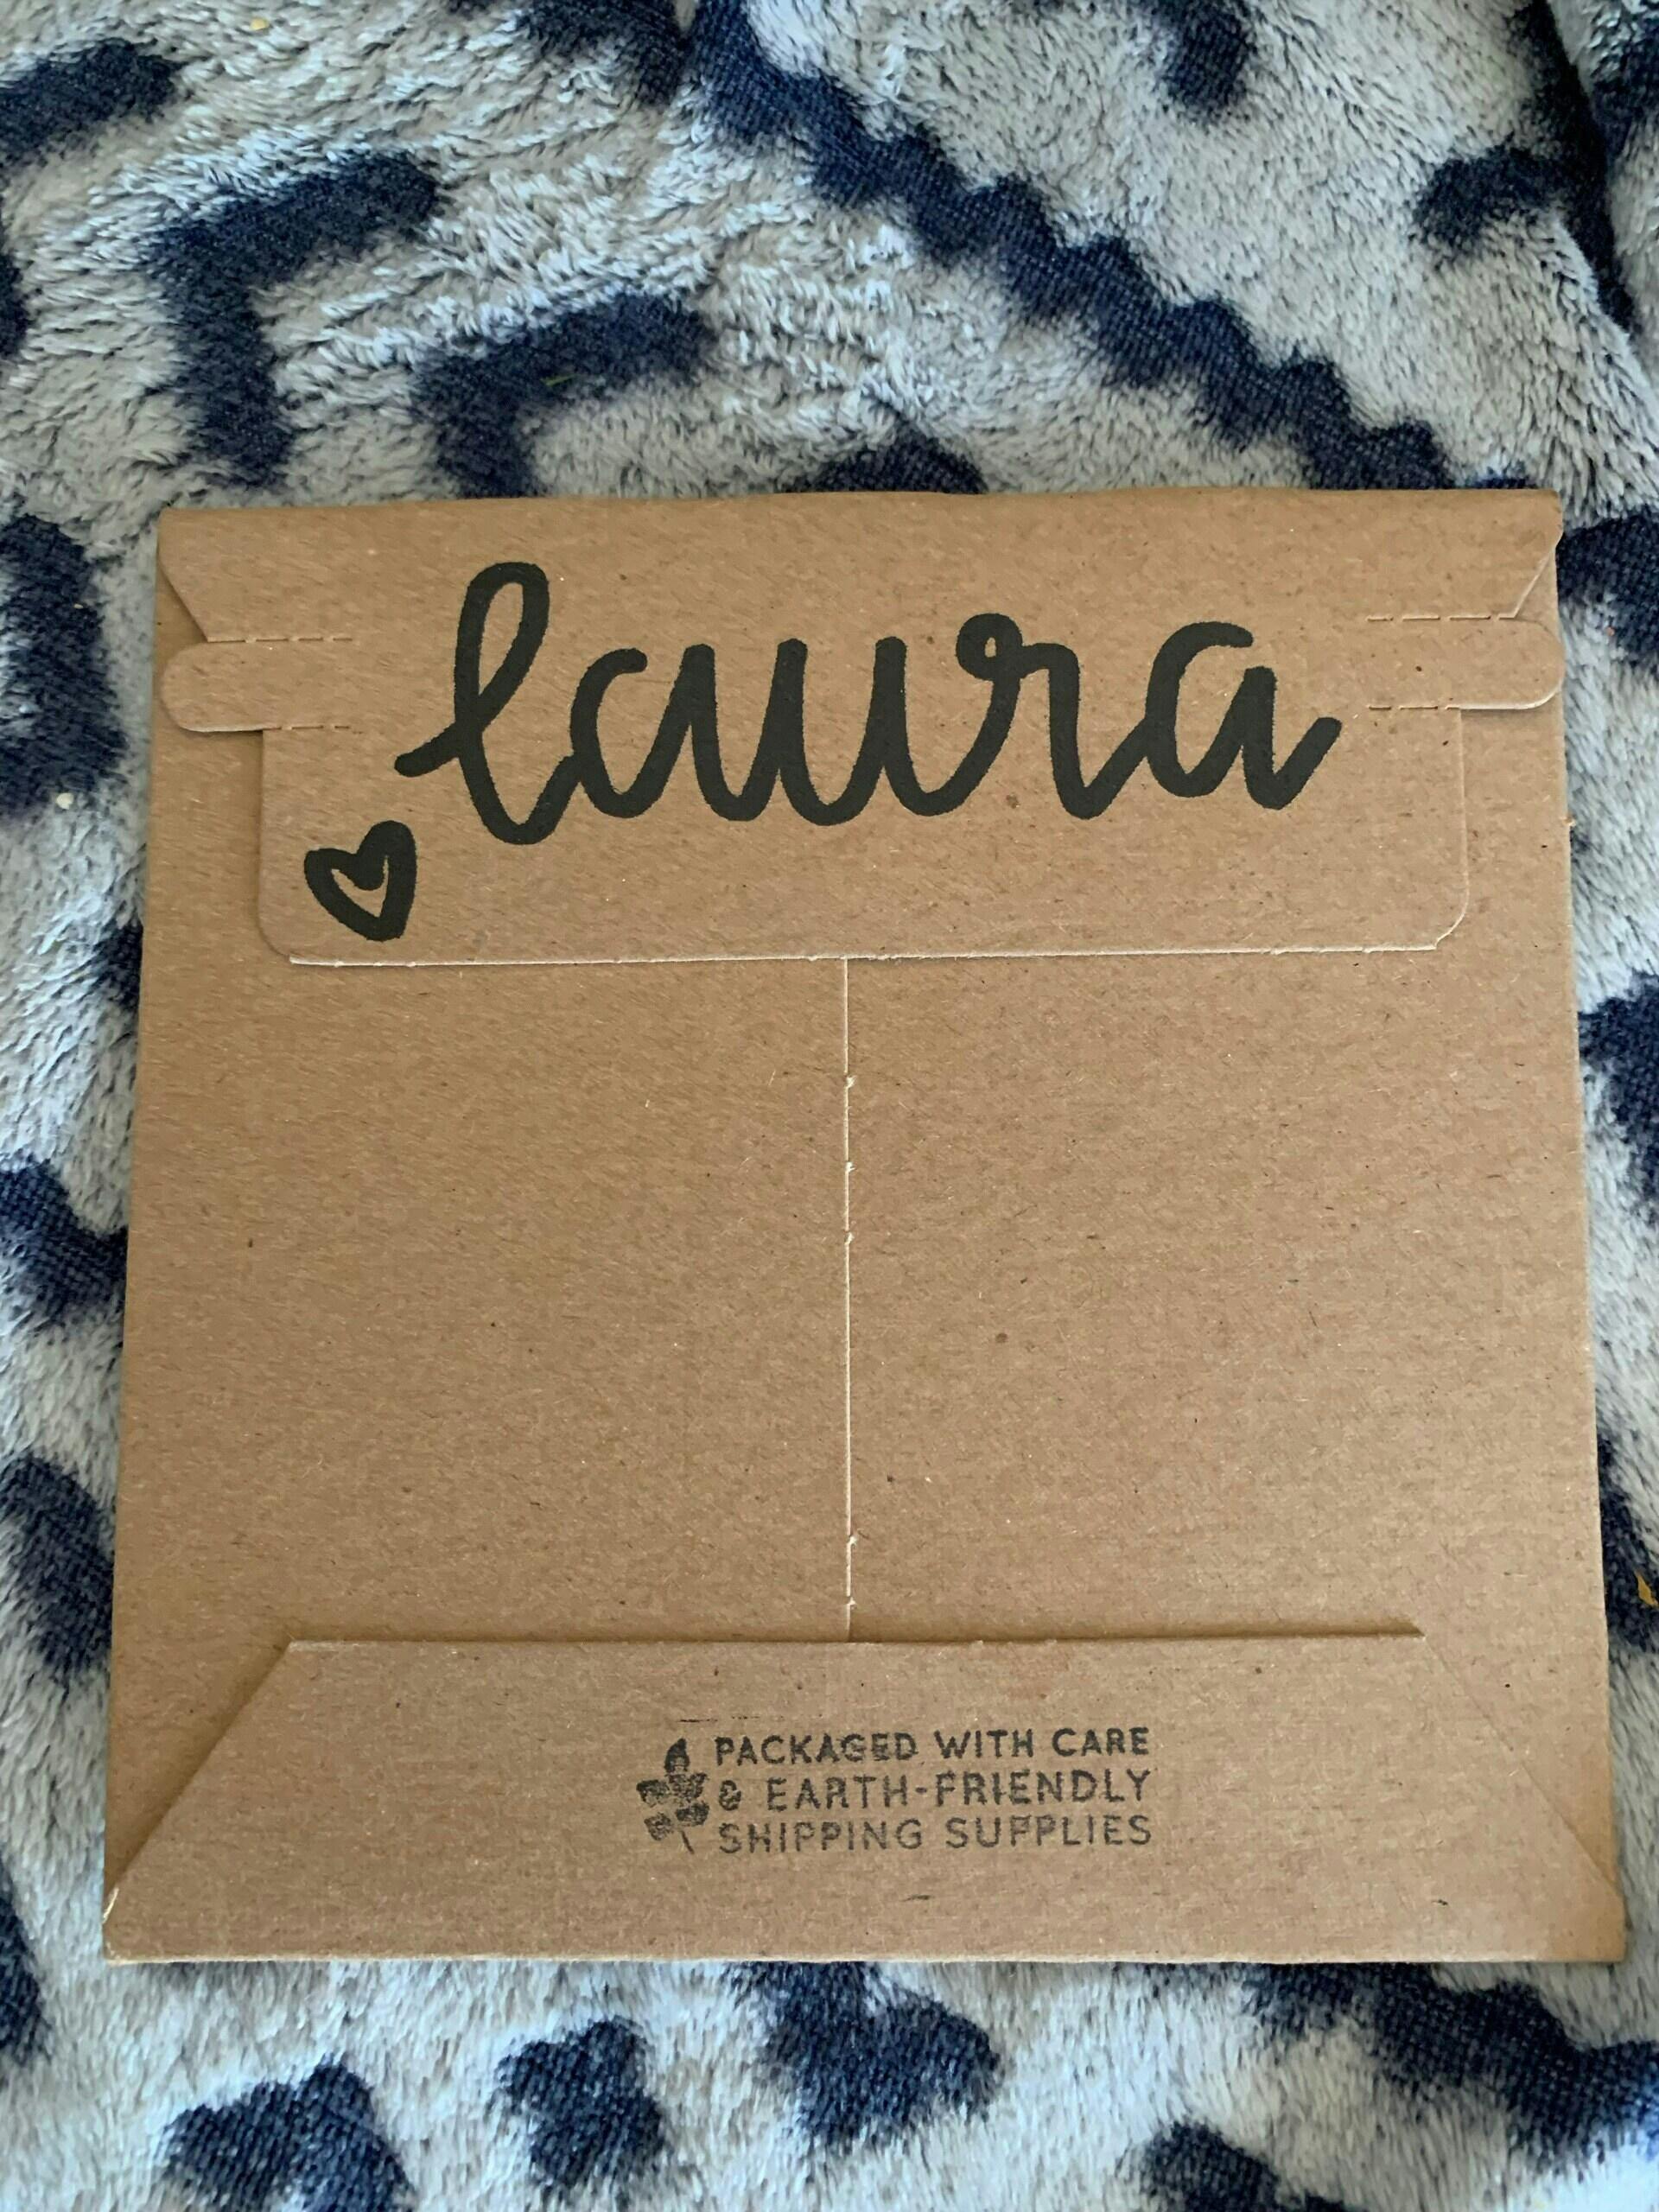 laura
PACKAGED WITH CARE
& EARTH-FRIENDLY
SHIPPING SUPPLIES